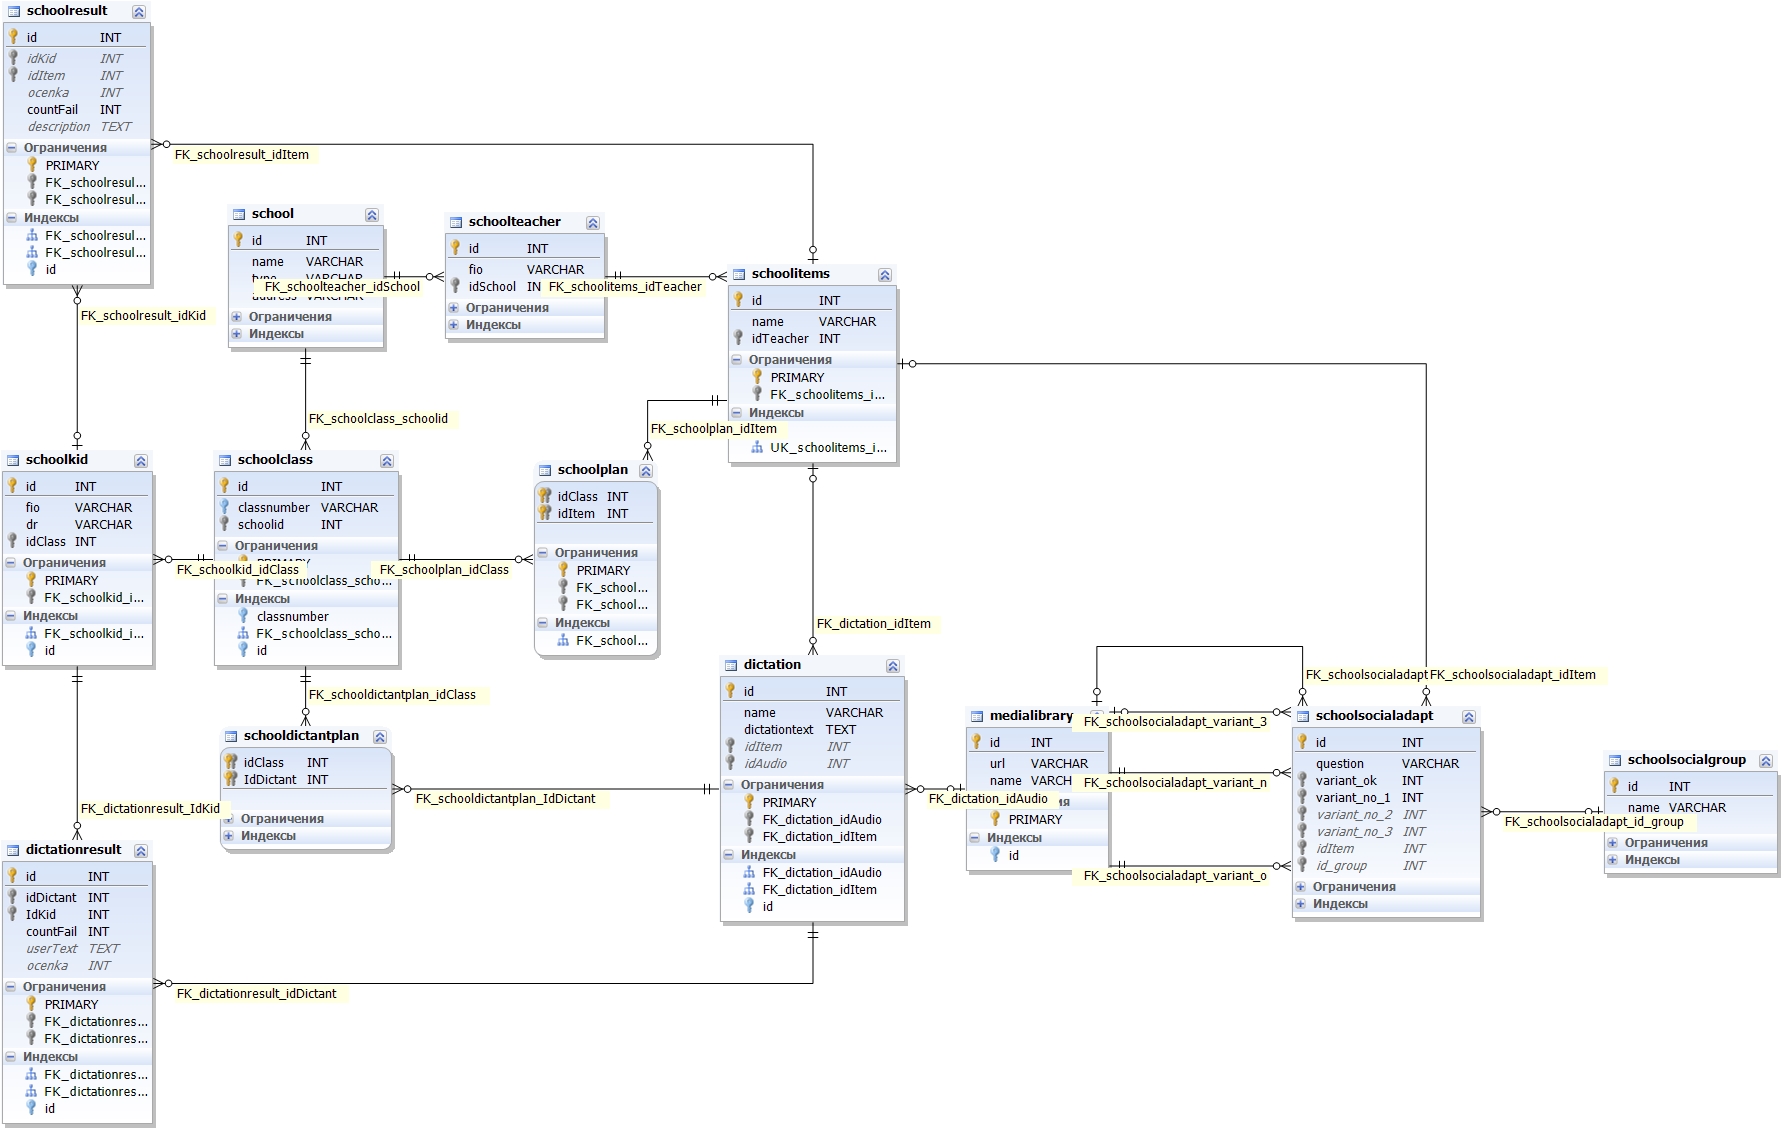 schoolresult
id INT
idKid INT
idItem INT
ocenka INT
countFail INT
description TEXT
Ограничения
PRIMARY
FK_schoolresul...
FK_schoolresul...
Индексы
FK_schoolresul...
FK_schoolresul...
id
FK_schoolresult_idItem
FK_schoolresult_idKid
school
id INT
name VARCHAR
type VARCHAR
address VARCHAR
Ограничения
Индексы
FK_schoolteacher_idSchool
schoolteacher
id INT
fio VARCHAR
idSchool IN
Ограничения
Индексы
FK_schoolitems_idTeacher
schoolitems
id INT
name VARCHAR
idTeacher INT
Ограничения
PRIMARY
FK_schoolitems_i...
Индексы
UK_schoolitems_i...
FK_schoolclass_schoolid
FK_schoolplan_idItem
schoolkid
id INT
fio VARCHAR
dr VARCHAR
idClass INT
Ограничения
PRIMARY
FK_schoolkid_i...
Индексы
FK_schoolkid_i...
id
FK_schoolkid_idClass
schoolclass
id INT
classnumber VARCHAR
schoolid INT
Ограничения
PRIMARY
FK_schoolclass_scho...
Индексы
classnumber
FK_schoolclass_scho...
id
FK_schoolplan_idClass
schoolplan
idClass INT
idItem INT
Ограничения
PRIMARY
FK_school...
FK_school...
Индексы
FK_school...
FK_dictation_idItem
FK_schooldictantplan_idClass
schooldictantplan
idClass INT
IdDictant INT
Ограничения
Индексы
FK_schooldictantplan_IdDictant
FK_dictationresult_IdKid
dictation
id INT
name VARCHAR
dictationtext TEXT
idItem INT
idAudio INT
Ограничения
PRIMARY
FK_dictation_idAudio
FK_dictation_idItem
Индексы
FK_dictation_idAudio
FK_dictation_idItem
id
FK_dictation_idAudio
medialibrary
id INT
url VARCHAR
name VARCH
PRIMARY
Индексы
id
FK_schoolsocialadapt
FK_schoolsocialadapt_idItem
FK_schoolsocialadapt_variant_3
FK_schoolsocialadapt_variant_n
FK_schoolsocialadapt_variant_o
schoolsocialadapt
id INT
question VARCHAR
variant_ok INT
variant_no_1 INT
variant_no_2 INT
variant_no_3 INT
idItem INT
id_group INT
Ограничения
Индексы
FK_schoolsocialadapt_id_group
schoolsocialgroup
id INT
name VARCHAR
Ограничения
Индексы
dictationresult
id INT
idDictant INT
IdKid INT
countFail INT
userText TEXT
ocenka INT
Ограничения
PRIMARY
FK_dictationres...
FK_dictationres...
Индексы
FK_dictationres...
FK_dictationres...
id
FK_dictationresult_idDictant